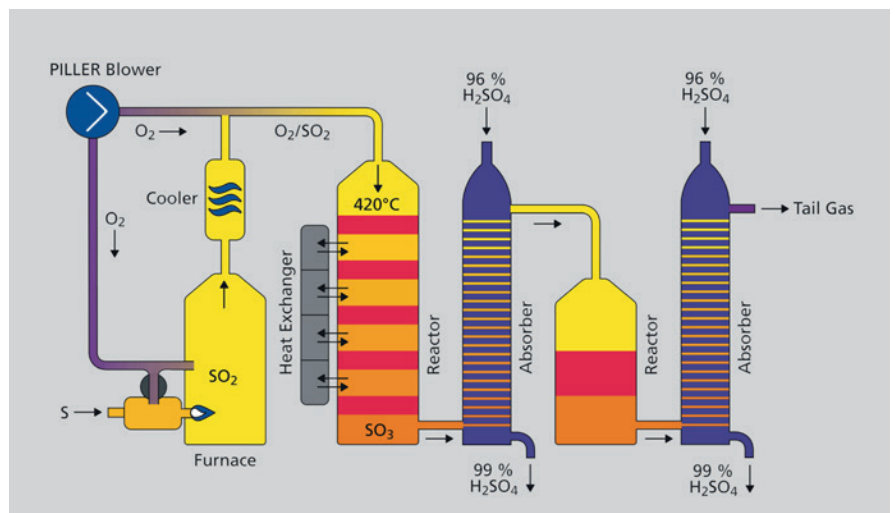 PILLER Blower
O₂
O₂/SO₂
96 %
H₂SO₄
96 %
H₂SO₄
Cooler
O₂
420°C
Tail Gas
Heat Exchanger
Reactor
Absorber
Reactor
Absorber
SO₂
S
SO₃
Furnace
99 %
H₂SO₄
99 %
H₂SO₄